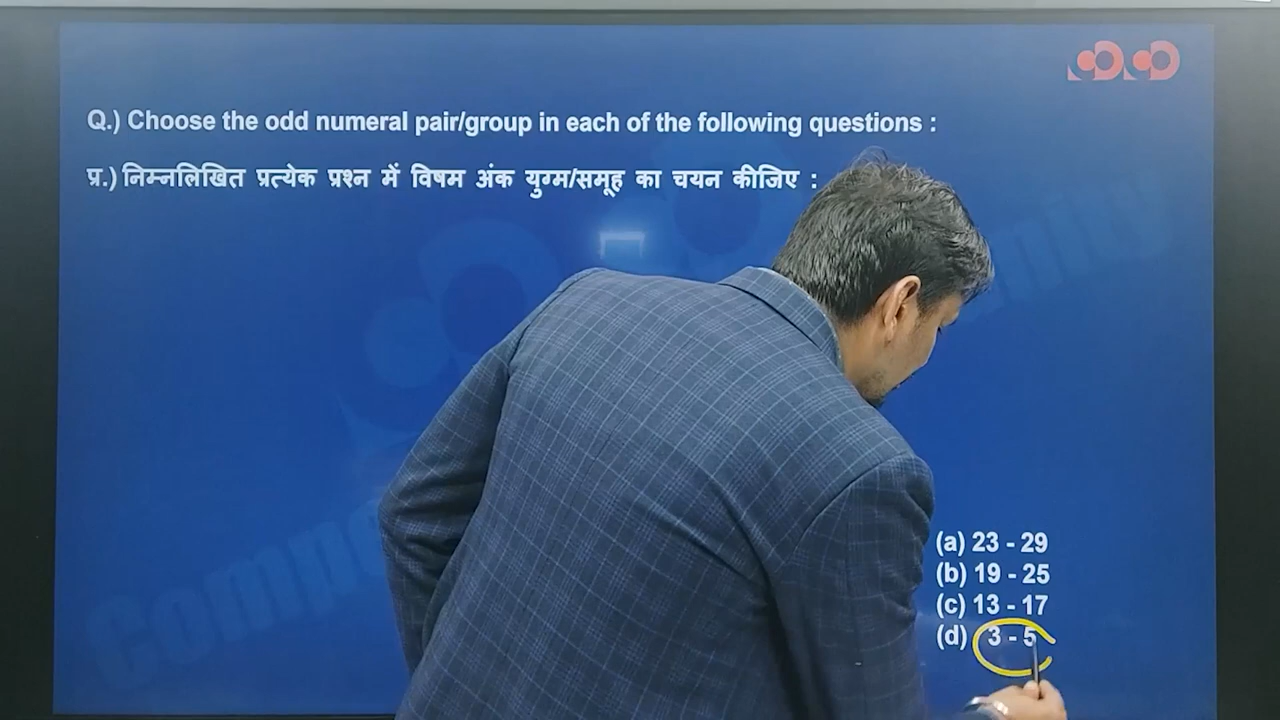 Q.) Choose the odd numeral pair/group in each of the following questions :
प्र.) निम्नलिखित प्रत्येक प्रश्न में विषम अंक युग्म/समूह का चयन कीजिए :
(a) 23 - 29
(b) 19 - 25
(c) 13 - 17
(d) 3 - 5